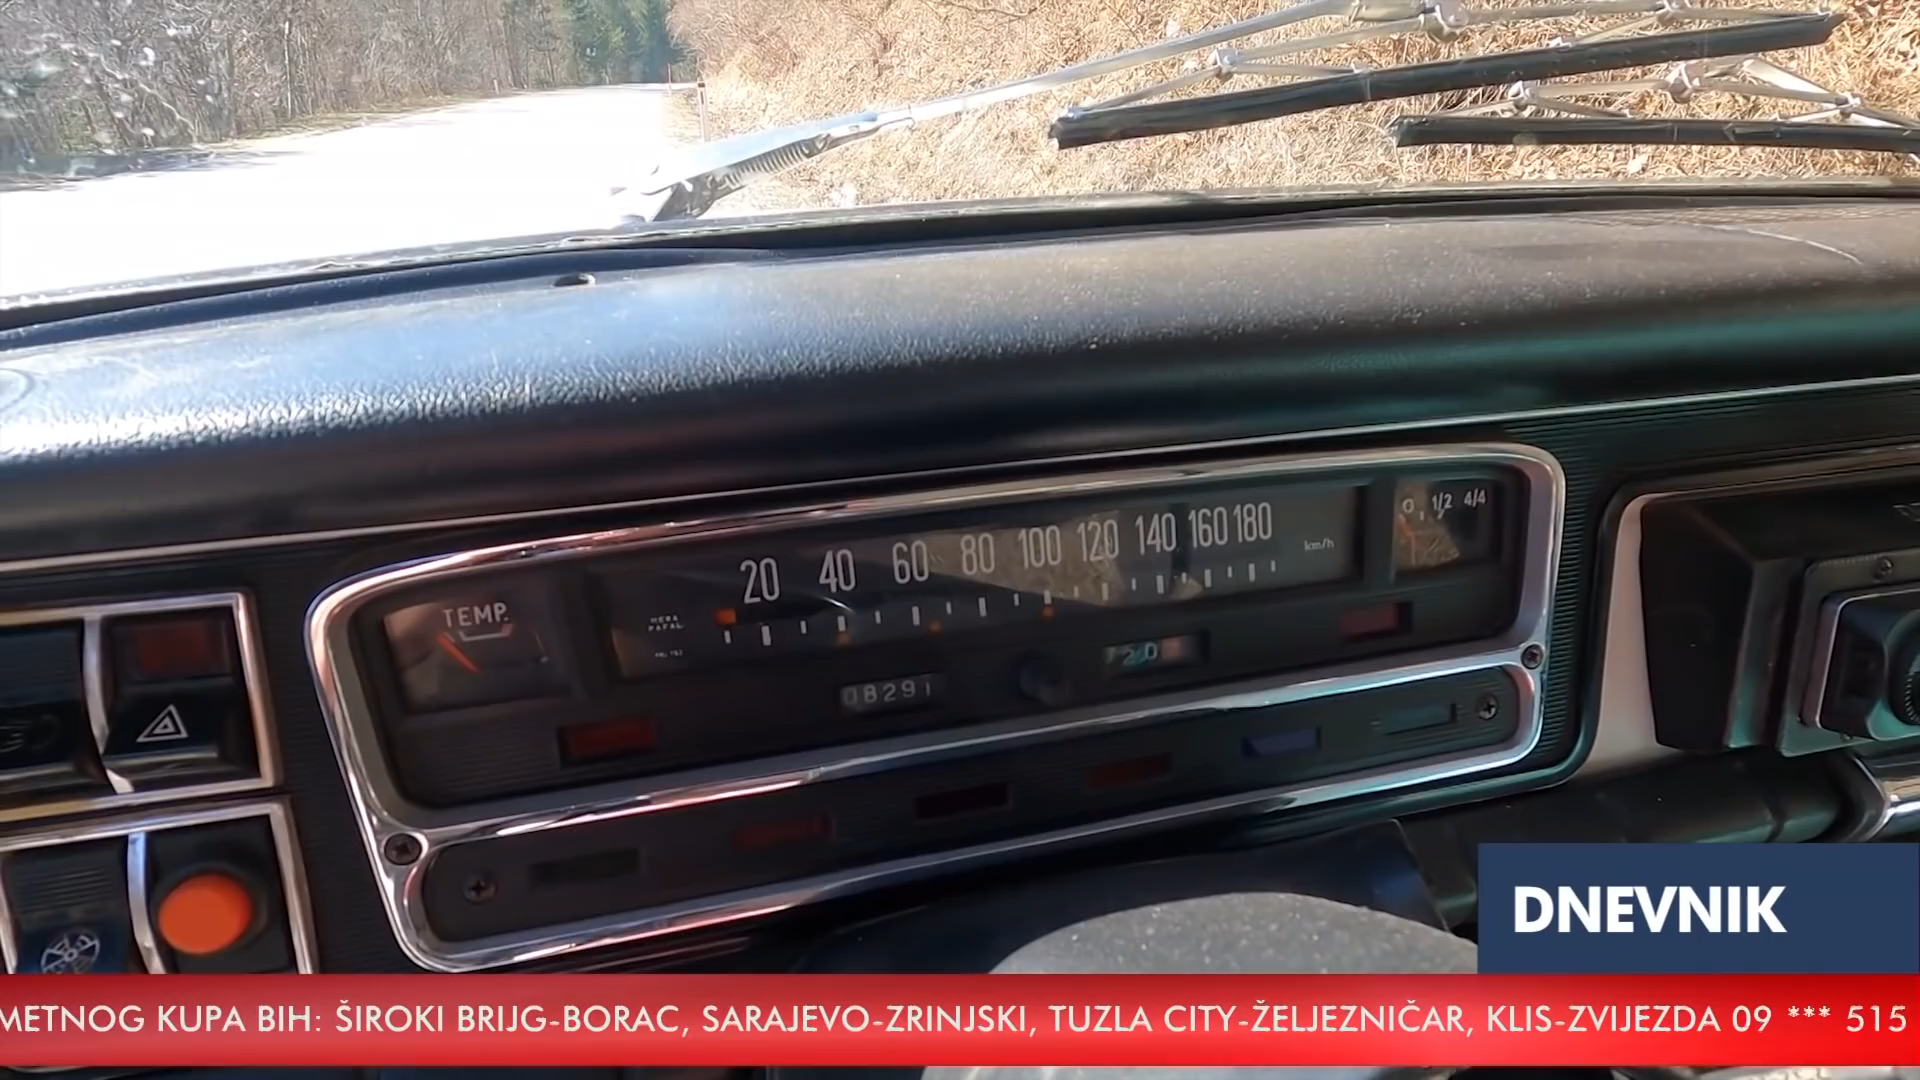 TEMP.
20 40 60 80 100 120 140 160 180
km/h
0 1/2 4/4
08291
DNEVNIK
METNOG KUPA BIH: ŠIROKI BRIJG-BORAC, SARAJEVO-ZRINJSKI, TUZLA CITY-ŽELJEZNIČAR, KLIS-ZVIJEZDA 09 *** 515